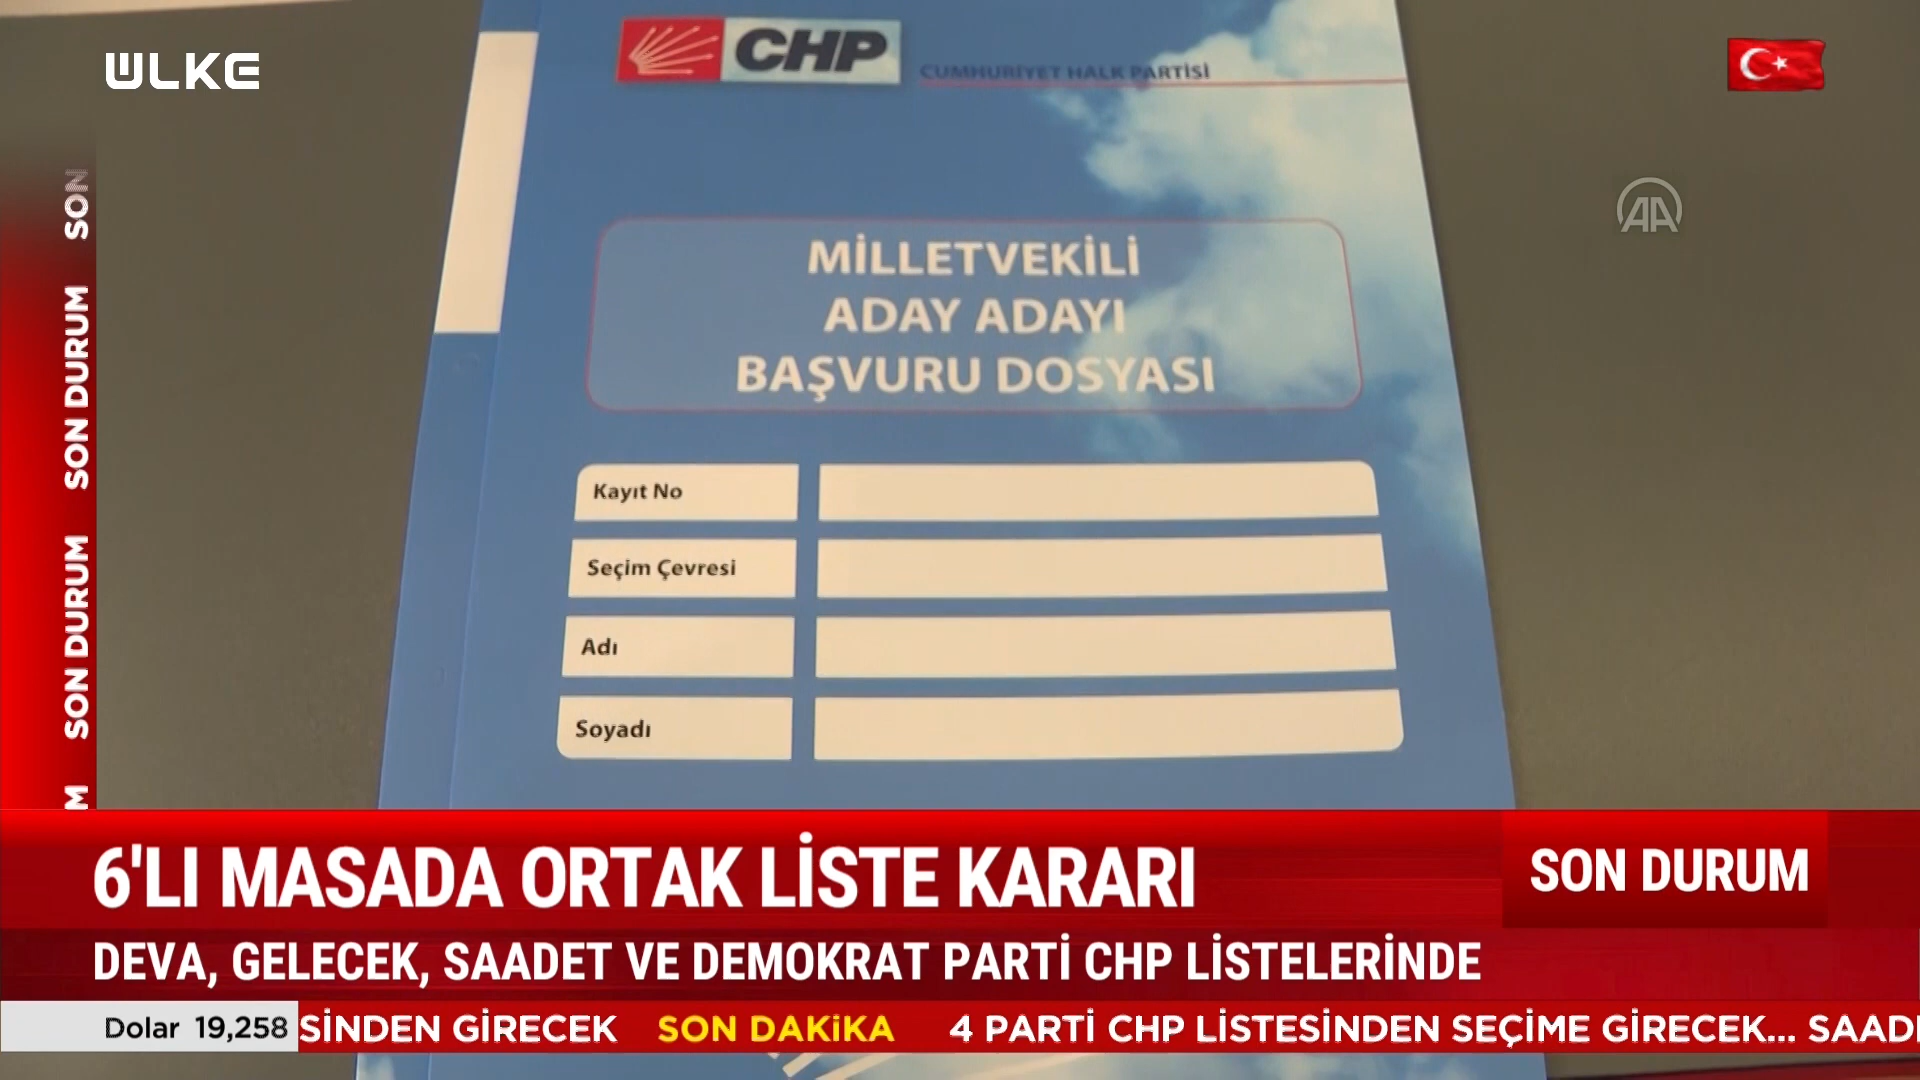 ÜLKE
CHP
CUMHURİYET HALK PARTİSİ
AA
MİLLETVEKİLİ
ADAY ADAYI
BAŞVURU DOSYASI
Kayıt No
Seçim Çevresi
Adı
Soyadı
SON
SON DURUM
SON DURUM
M
6'LI MASADA ORTAK LİSTE KARARI
SON DURUM
DEVA, GELECEK, SAADET VE DEMOKRAT PARTİ CHP LİSTELERİNDE
Dolar 19,258
SİNDEN GİRECEK SON DAKİKA 4 PARTİ CHP LİSTESİNDEN SEÇİME GİRECEK... SAAD